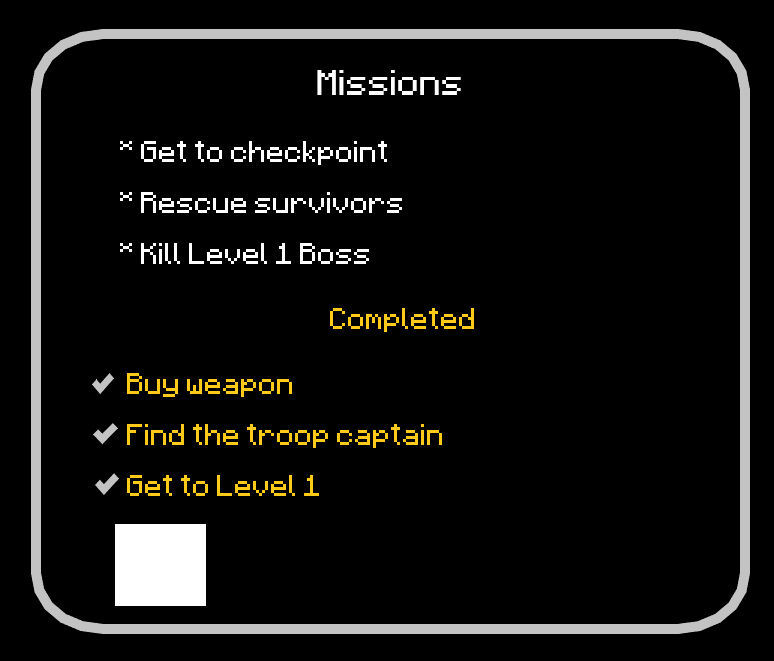 Missions
* Get to checkpoint
* Rescue survivors
* Kill Level 1 Boss
Completed
✔ Buy weapon
✔ Find the troop captain
✔ Get to Level 1